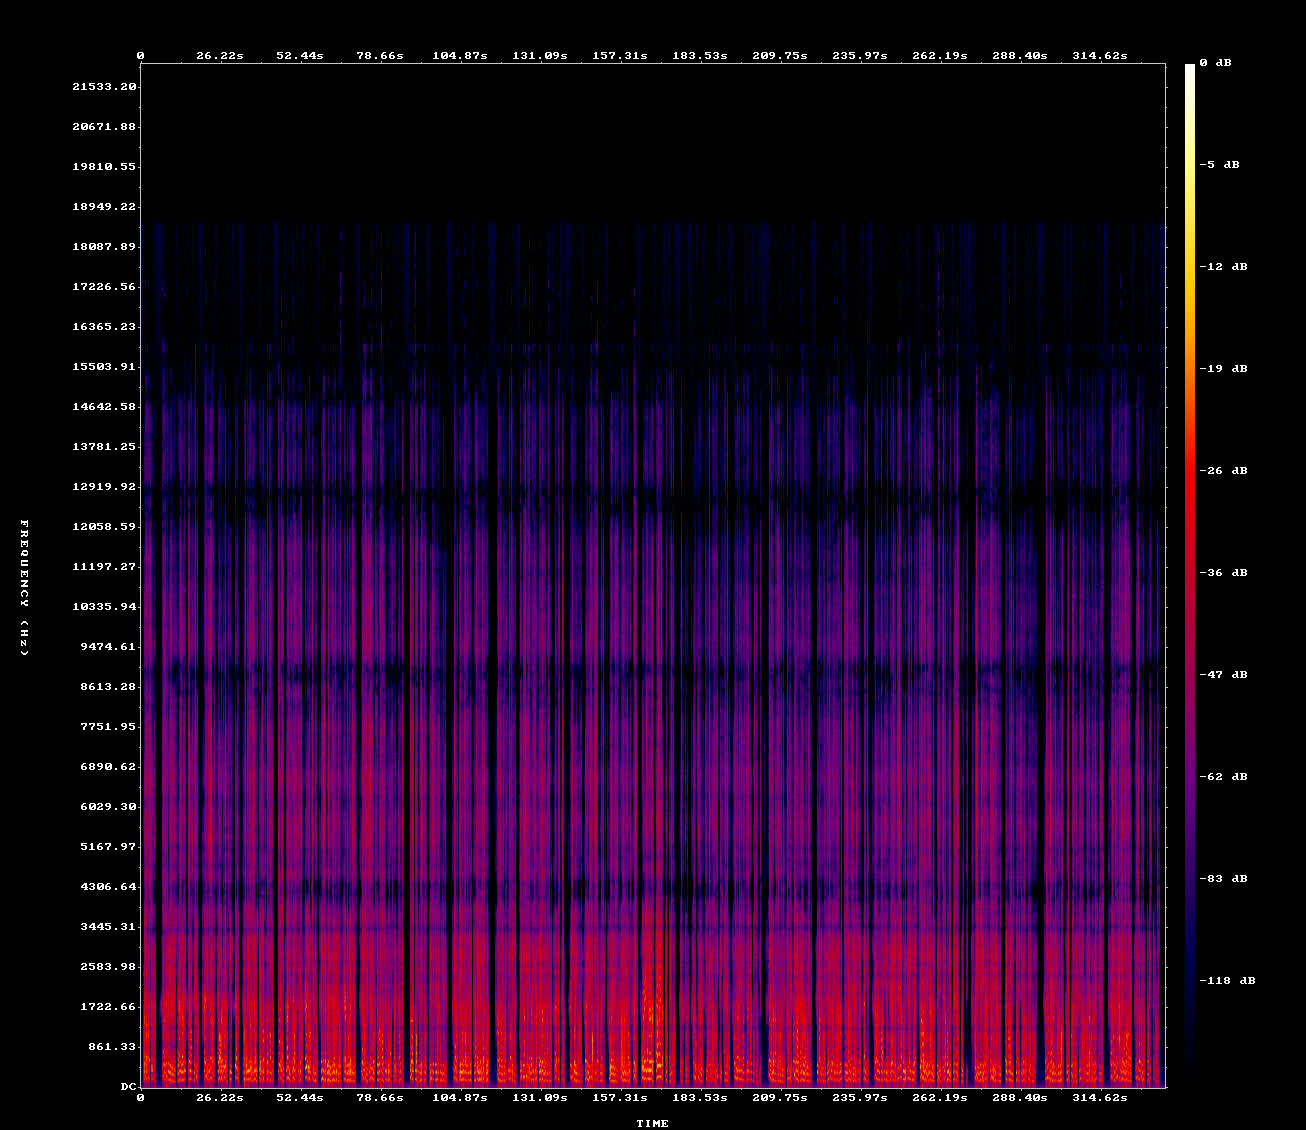 0 26.22s 52.44s 78.66s 104.87s 131.09s 157.31s 183.53s 209.75s 235.97s 262.19s 288.40s 314.62s
0 dB
21533.20
20671.88
19810.55
-5 dB
18949.22
18087.89
-12 dB
17226.56
16365.23
15503.91
-19 dB
14642.58
13781.25
-26 dB
12919.92
12058.59
11197.27
-36 dB
10335.94
9474.61
-47 dB
8613.28
7751.95
6890.62
-62 dB
6029.30
5167.97
4306.64
-83 dB
3445.31
2583.98
-118 dB
1722.66
861.33
DC
FREQUENCY (Hz)
0 26.22s 52.44s 78.66s 104.87s 131.09s 157.31s 183.53s 209.75s 235.97s 262.19s 288.40s 314.62s
TIME